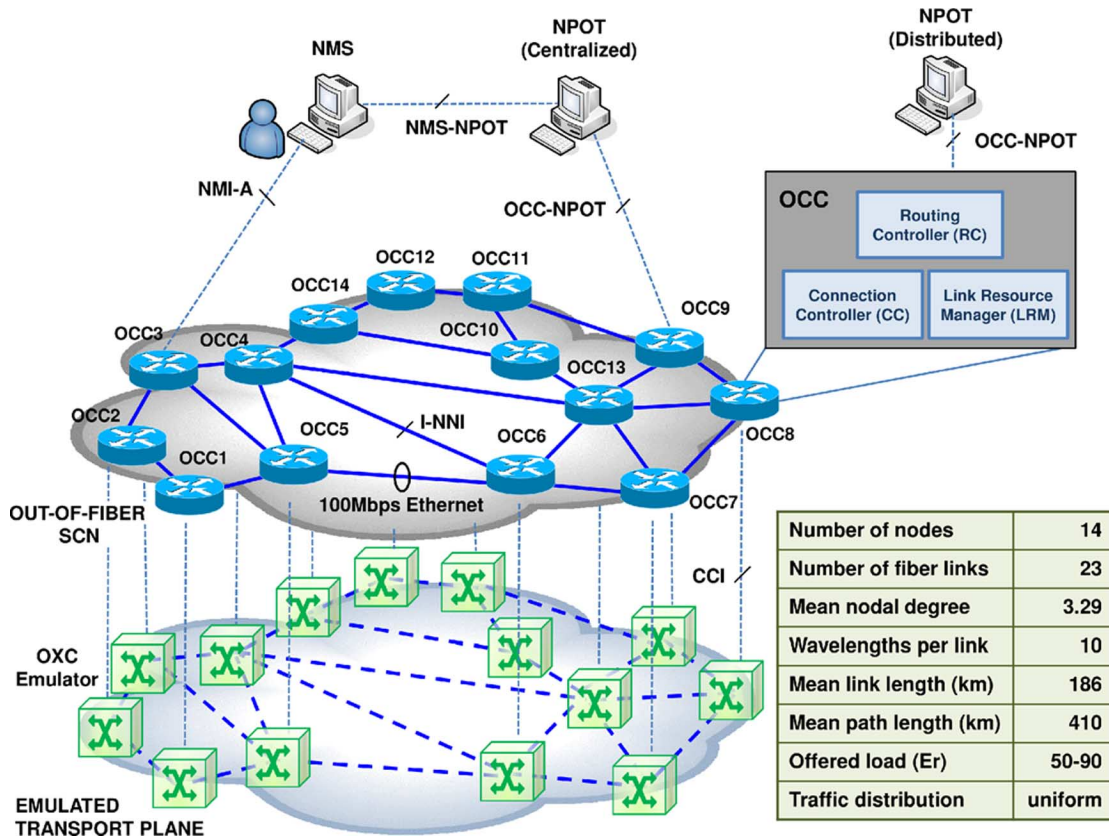 NMS
NPOT
(Centralized)
NPOT
(Distributed)
NMS-NPOT
OCC-NPOT
NMI-A
OCC-NPOT
OCC
Routing
Controller (RC)
Connection
Controller (CC)
Link Resource
Manager (LRM)
OCC12
OCC11
OCC14
OCC9
OCC3
OCC4
OCC10
OCC13
OCC2
OCC5
I-NNI
OCC6
OCC8
OCC1
100Mbps Ethernet
OCC7
OUT-OF-FIBER
SCN
CCI
OXC
Emulator
EMULATED
TRANSPORT PLANE
Number of nodes 14
Number of fiber links 23
Mean nodal degree 3.29
Wavelengths per link 10
Mean link length (km) 186
Mean path length (km) 410
Offered load (Er) 50-90
Traffic distribution uniform